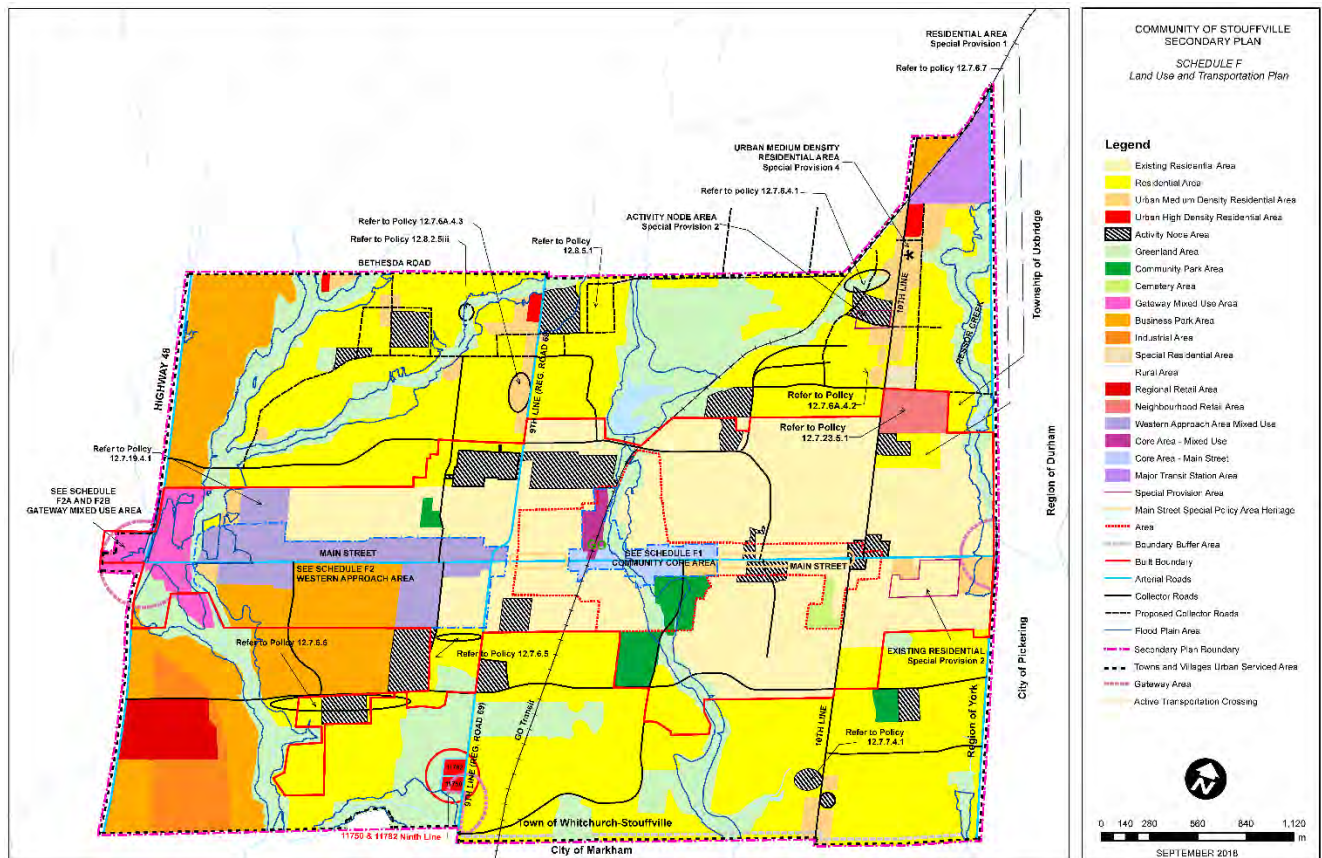 RESIDENTIAL AREA
Special Provision 1
Refer to policy 12.7.6.7
URBAN MEDIUM DENSITY
RESIDENTIAL AREA
Special Provision 4
Refer to policy 12.7.8.4.1
ACTIVITY NODE AREA
Special Provision 2
Refer to Policy 12.7.6A.4.3
Refer to Policy 12.8.2.5iii
Refer to Policy
12.8.5.1
BETHESDA ROAD
HIGHWAY 48
9TH LINE (REG. ROAD 69)
10TH LINE
RESSOR CREEK
Township of Uxbridge
Refer to Policy
12.7.6A.4.2
Refer to Policy
12.7.23.5.1
Refer to Policy
12.7.19.4.1
SEE SCHEDULE
F2A AND F2B
GATEWAY MIXED USE AREA
Region of Durham
MAIN STREET
SEE SCHEDULE F2
WESTERN APPROACH AREA
SEE SCHEDULE F1
COMMUNITY CORE AREA
MAIN STREET
Refer to Policy 12.7.6.6
Refer to Policy 12.7.6.5
EXISTING RESIDENTIAL
Special Provision 2
City of Pickering
Region of York
GO Transit
9TH LINE (REG. ROAD 69)
10TH LINE
Refer to Policy
12.7.7.4.1
11782
11750
11750 & 11782 Ninth Line
Town of Whitchurch-Stouffville
City of Markham
COMMUNITY OF STOUFFVILLE
SECONDARY PLAN
SCHEDULE F
Land Use and Transportation Plan
Legend
Existing Residential Area
Residential Area
Urban Medium Density Residential Area
Urban High Density Residential Area
Activity Node Area
Greenland Area
Community Park Area
Cemetery Area
Gateway Mixed Use Area
Business Park Area
Industrial Area
Special Residential Area
Rural Area
Regional Retail Area
Neighbourhood Retail Area
Western Approach Area Mixed Use
Core Area - Mixed Use
Core Area - Main Street
Major Transit Station Area
Special Provision Area
Main Street Special Policy Area Heritage
Area
Boundary Buffer Area
Built Boundary
Arterial Roads
Collector Roads
Proposed Collector Roads
Flood Plain Area
Secondary Plan Boundary
Towns and Villages Urban Serviced Area
Gateway Area
Active Transportation Crossing
N
0 140 280 560 840 1,120
m
SEPTEMBER 2018